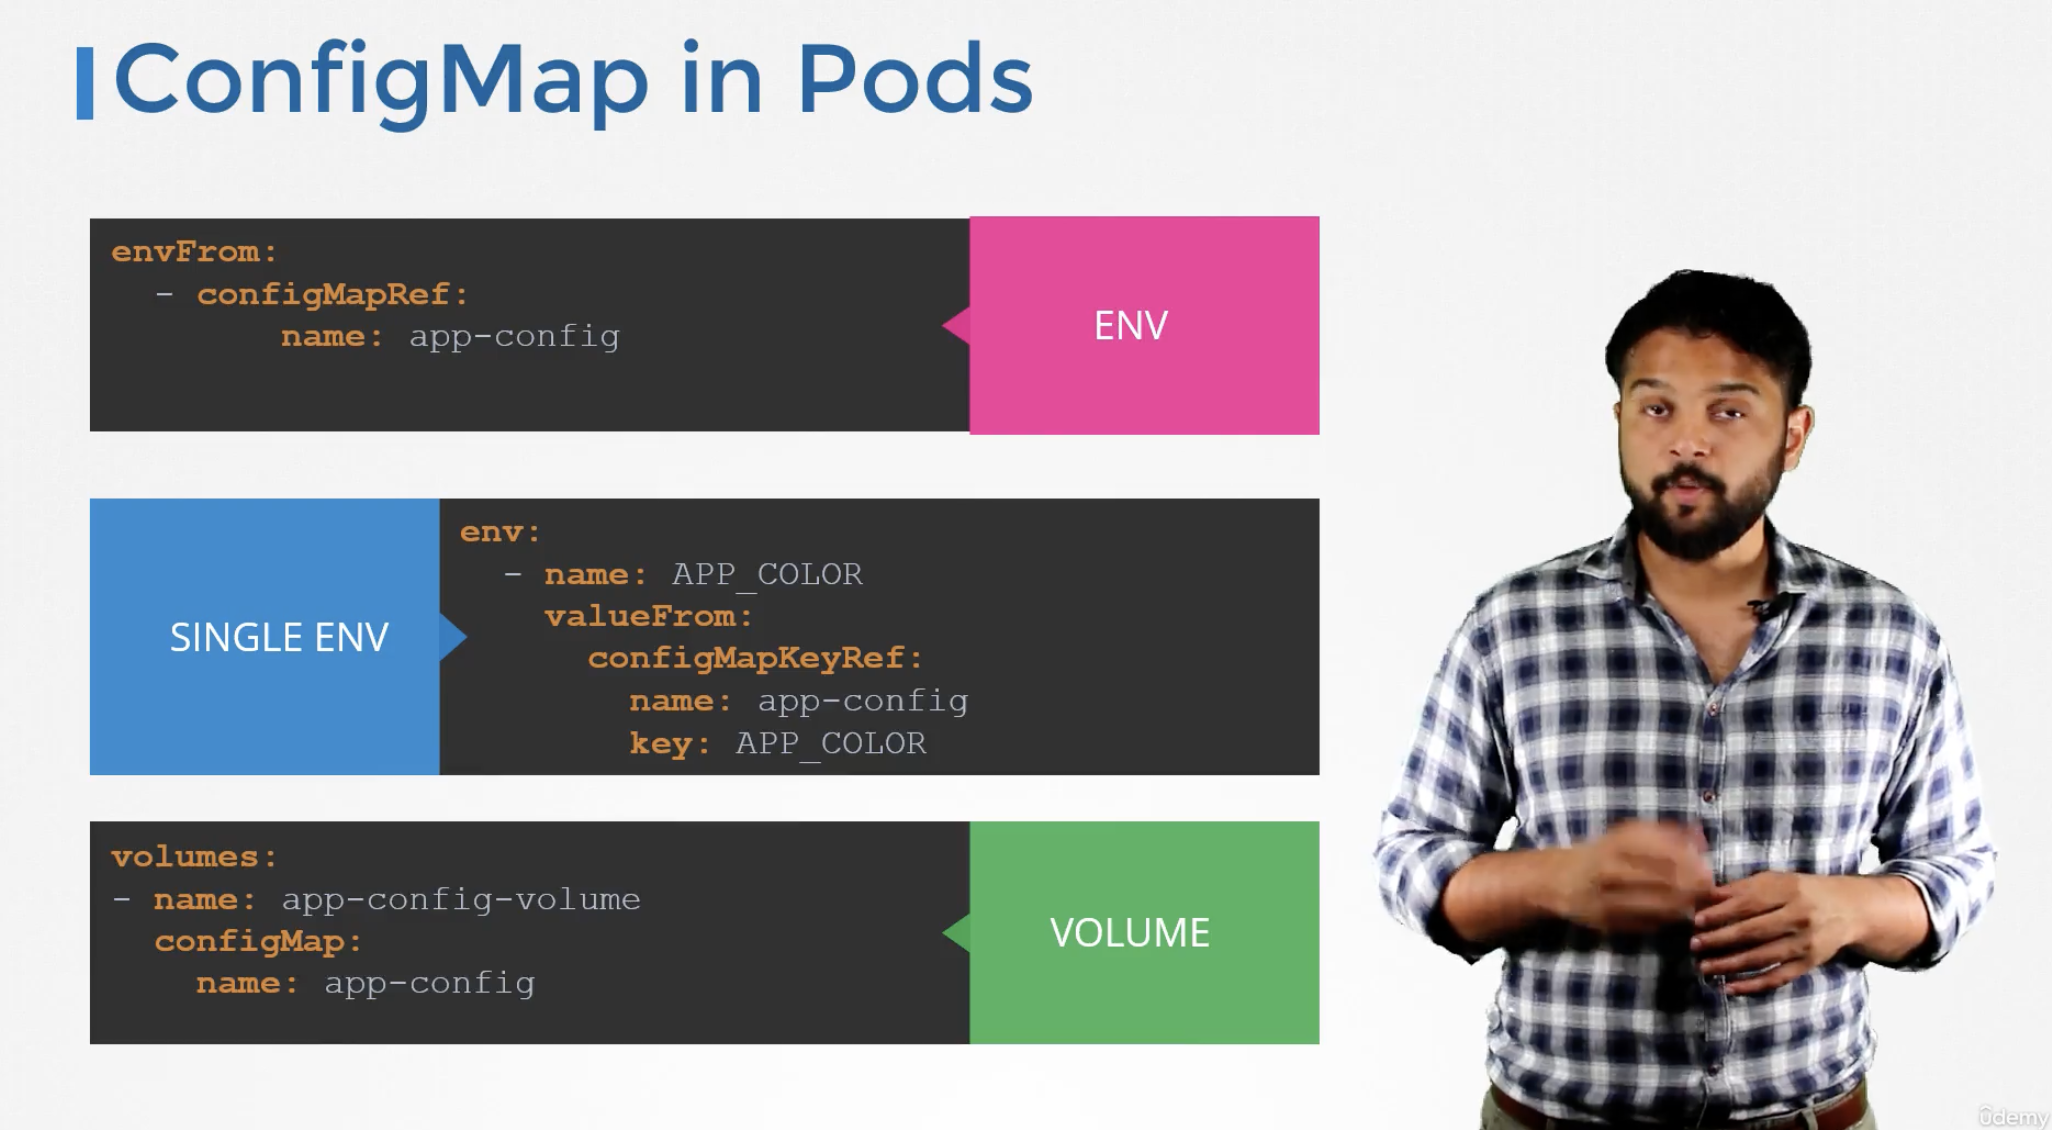 ConfigMap in Pods
envFrom:
- configMapRef:
name: app-config
ENV
SINGLE ENV
env:
- name: APP_COLOR
valueFrom:
configMapKeyRef:
name: app-config
key: APP_COLOR
volumes:
- name: app-config-volume
configMap:
name: app-config
VOLUME
ûdemy